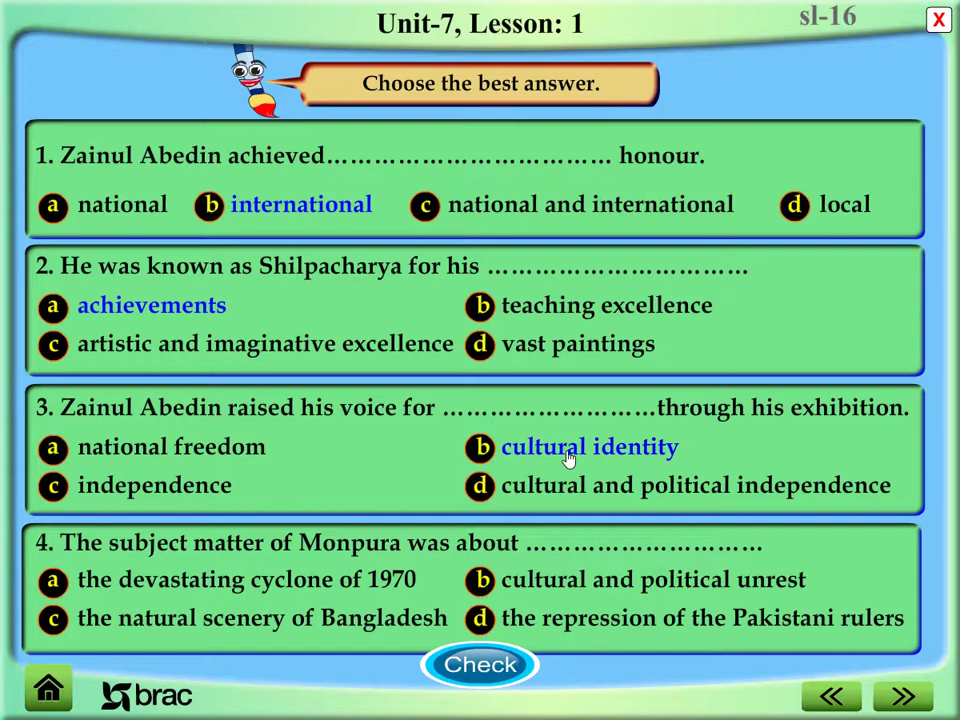 Unit-7, Lesson: 1
sl-16
X
Choose the best answer.
1. Zainul Abedin achieved……………………………… honour.
a national b international c national and international d local
2. He was known as Shilpacharya for his ……………………………
a achievements b teaching excellence
c artistic and imaginative excellence d vast paintings
3. Zainul Abedin raised his voice for ………………………through his exhibition.
a national freedom b cultural identity
c independence d cultural and political independence
4. The subject matter of Monpura was about …………………………
a the devastating cyclone of 1970 b cultural and political unrest
c the natural scenery of Bangladesh d the repression of the Pakistani rulers
Check
brac